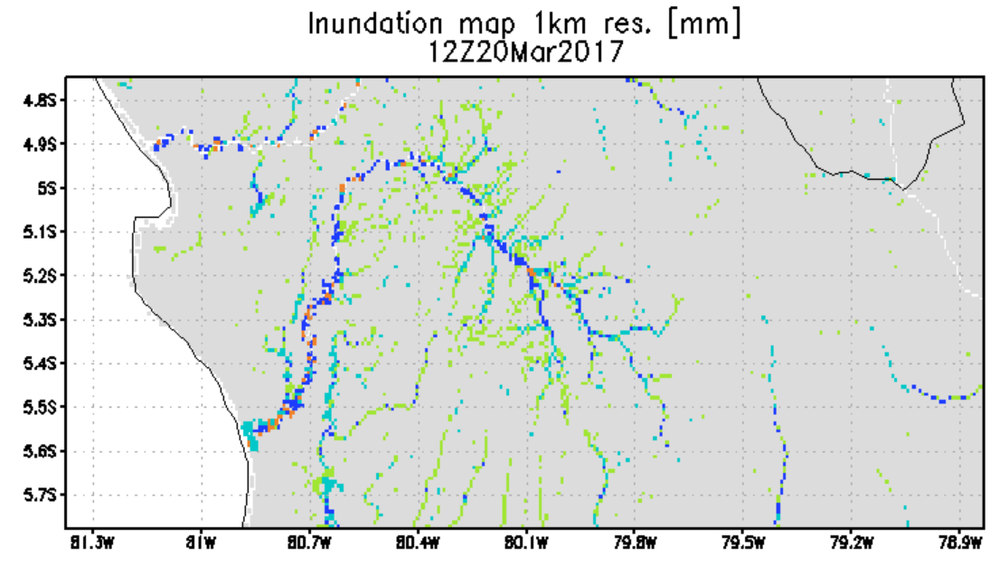 Inundation map 1km res. [mm]
12Z20Mar2017
4.8S
4.9S
5S
5.1S
5.2S
5.3S
5.4S
5.5S
5.6S
5.7S
81.3W 81W 80.7W 80.4W 80.1W 79.8W 79.5W 79.2W 78.9W